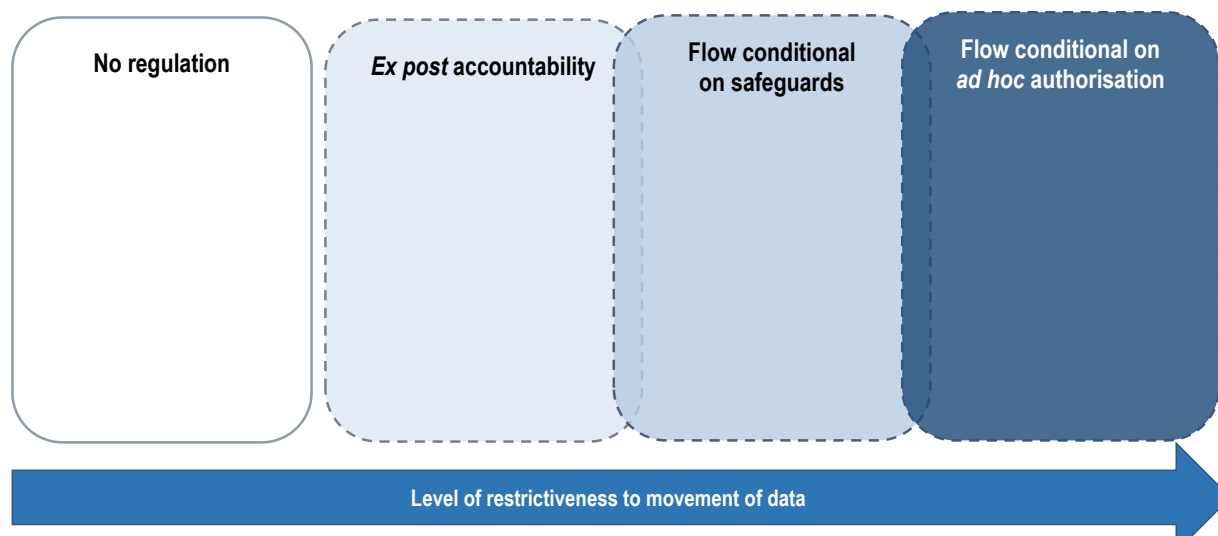 No regulation
Ex post accountability
Flow conditional
on safeguards
Flow conditional on
ad hoc authorisation
Level of restrictiveness to movement of data